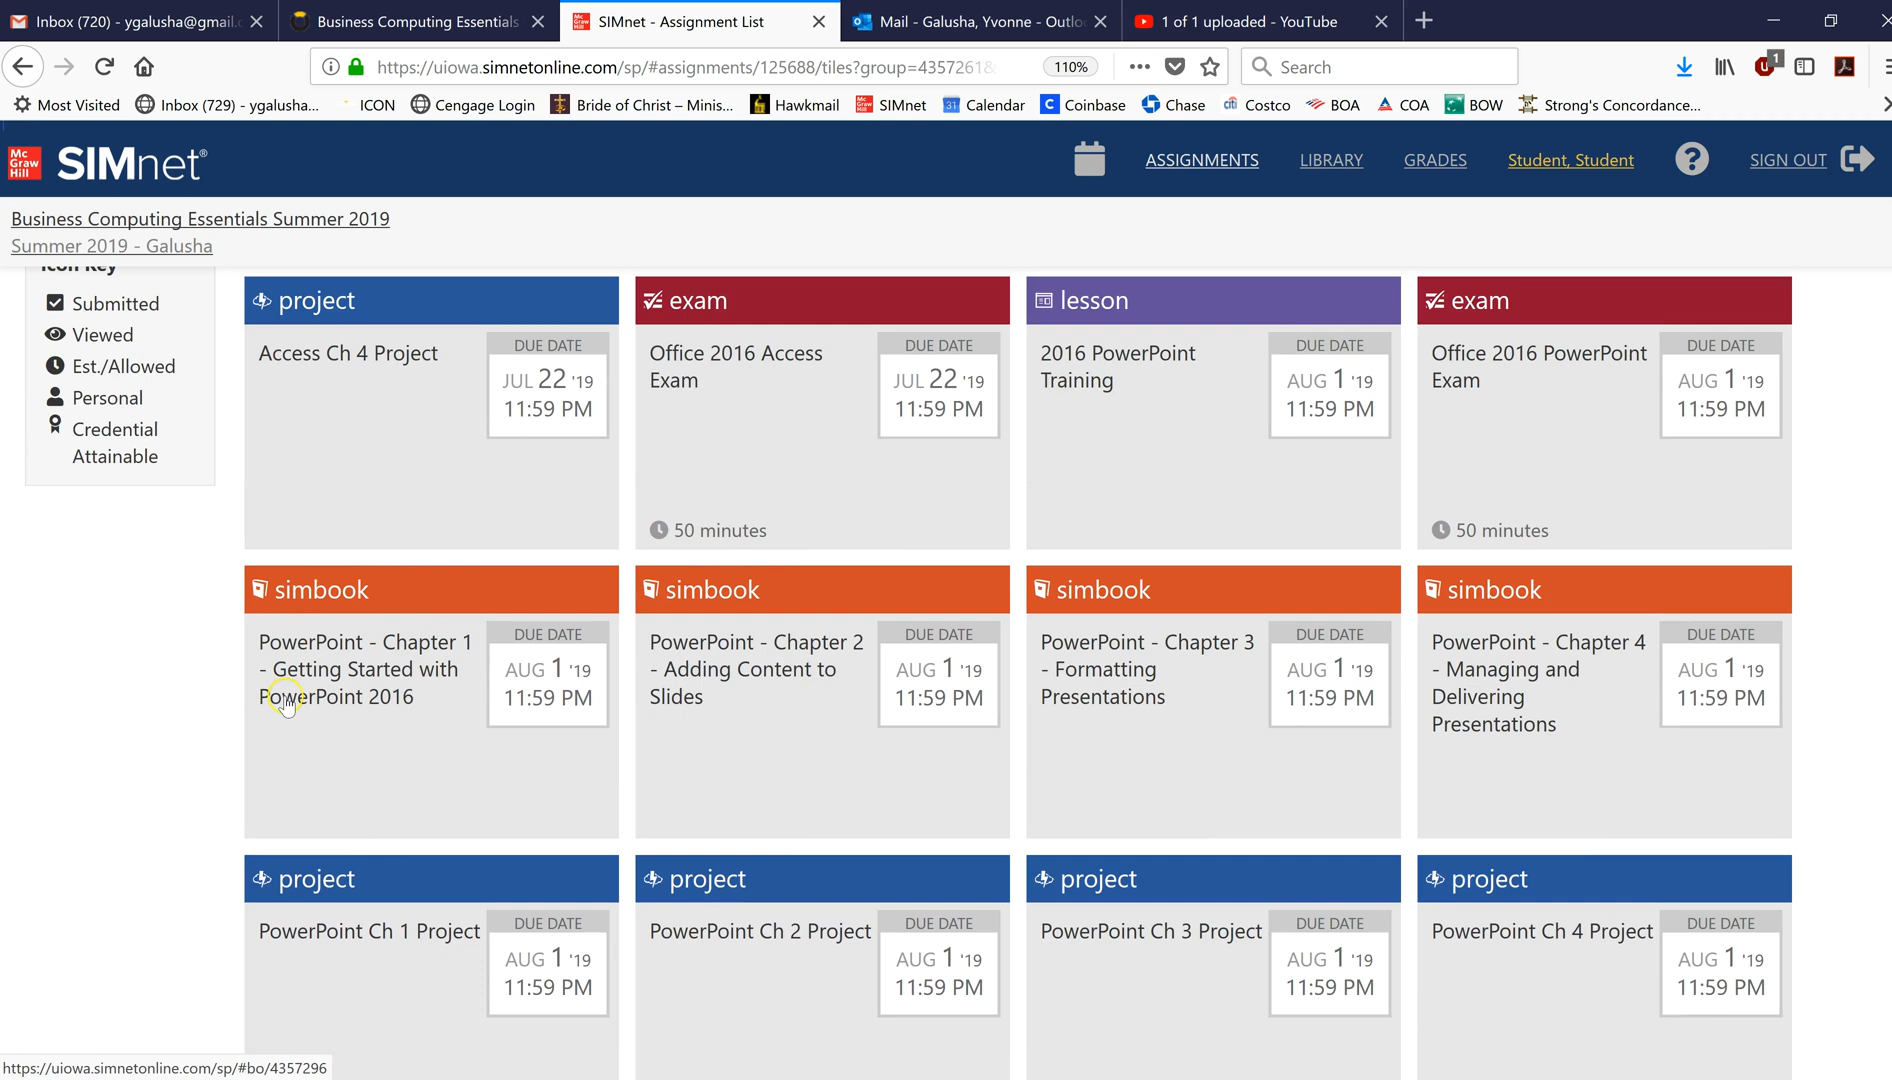 Inbox (720) - ygalusha@gmail.c
Business Computing Essentials
Mc Graw Hill SIMnet - Assignment List
Mail - Galusha, Yvonne - Outlo
1 of 1 uploaded - YouTube
https://uiowa.simnetonline.com/sp/#assignments/125688/tiles?group=4357261&
110%
Search
1
Most Visited
Inbox (729) - ygalusha...
ICON
Cengage Login
Bride of Christ – Minis...
Hawkmail
SIMnet
31 Calendar
C Coinbase
Chase
citi Costco
BOA
COA
BOW
Strong's Concordance...
Mc Graw Hill SIMnet®
ASSIGNMENTS
LIBRARY
GRADES
Student, Student
?
SIGN OUT
Business Computing Essentials Summer 2019
Summer 2019 - Galusha
Icon Key
Submitted
Viewed
Est./Allowed
Personal
Credential
Attainable
project
Access Ch 4 Project
DUE DATE
JUL 22 '19
11:59 PM
exam
Office 2016 Access
Exam
DUE DATE
JUL 22 '19
11:59 PM
50 minutes
lesson
2016 PowerPoint
Training
DUE DATE
AUG 1 '19
11:59 PM
exam
Office 2016 PowerPoint
Exam
DUE DATE
AUG 1 '19
11:59 PM
50 minutes
simbook
PowerPoint - Chapter 1
- Getting Started with
PowerPoint 2016
DUE DATE
AUG 1 '19
11:59 PM
simbook
PowerPoint - Chapter 2
- Adding Content to
Slides
DUE DATE
AUG 1 '19
11:59 PM
simbook
PowerPoint - Chapter 3
- Formatting
Presentations
DUE DATE
AUG 1 '19
11:59 PM
simbook
PowerPoint - Chapter 4
- Managing and
Delivering
Presentations
DUE DATE
AUG 1 '19
11:59 PM
project
PowerPoint Ch 1 Project
DUE DATE
AUG 1 '19
11:59 PM
project
PowerPoint Ch 2 Project
DUE DATE
AUG 1 '19
11:59 PM
project
PowerPoint Ch 3 Project
DUE DATE
AUG 1 '19
11:59 PM
project
PowerPoint Ch 4 Project
DUE DATE
AUG 1 '19
11:59 PM
https://uiowa.simnetonline.com/sp/#bo/4357296